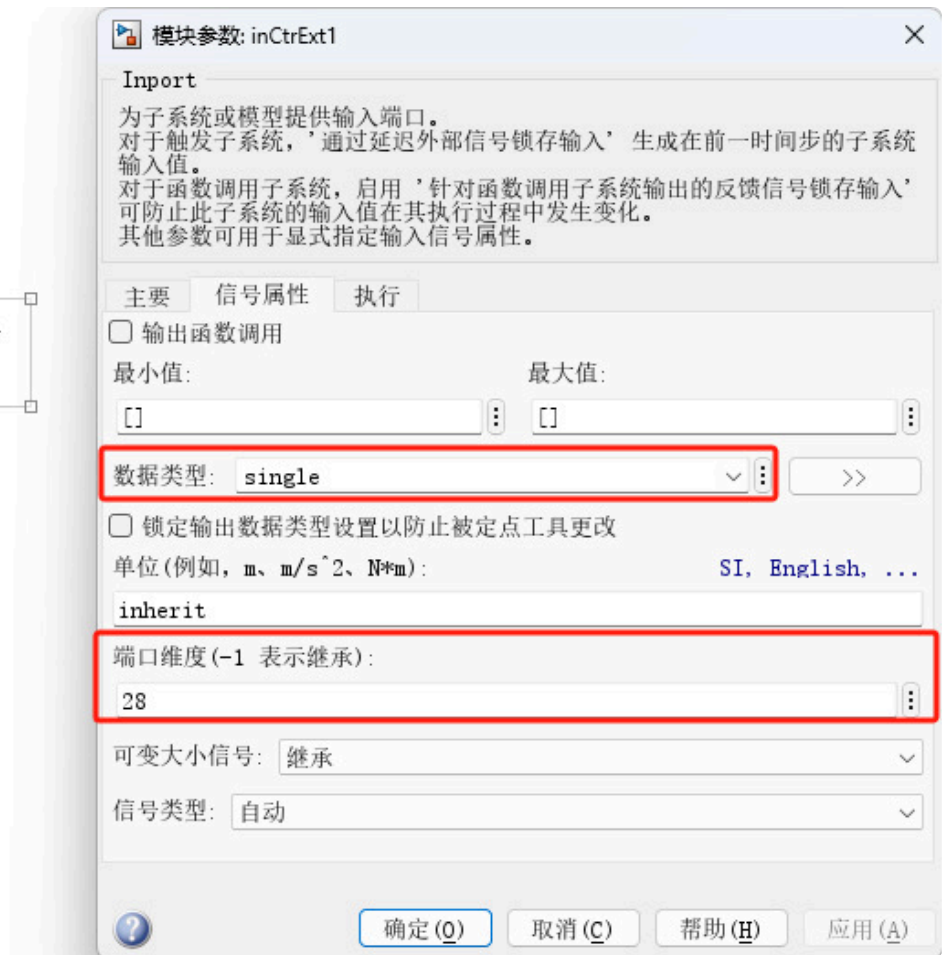 模块参数: inCtrExt1
Inport
为子系统或模型提供输入端口。
对于触发子系统，'通过延迟外部信号锁存输入' 生成在前一时间步的子系统
输入值。
对于函数调用子系统，启用 '针对函数调用子系统输出的反馈信号锁存输入'
可防止此子系统的输入值在其执行过程中发生变化。
其他参数可用于显式指定输入信号属性。
主要 信号属性 执行
输出函数调用
最小值: 最大值:
[] []
数据类型: single >>
锁定输出数据类型设置以防止被定点工具更改
单位(例如，m、m/s^2、N*m): SI, English, ...
inherit
端口维度(-1 表示继承):
28
可变大小信号: 继承
信号类型: 自动
确定(O) 取消(C) 帮助(H) 应用(A)